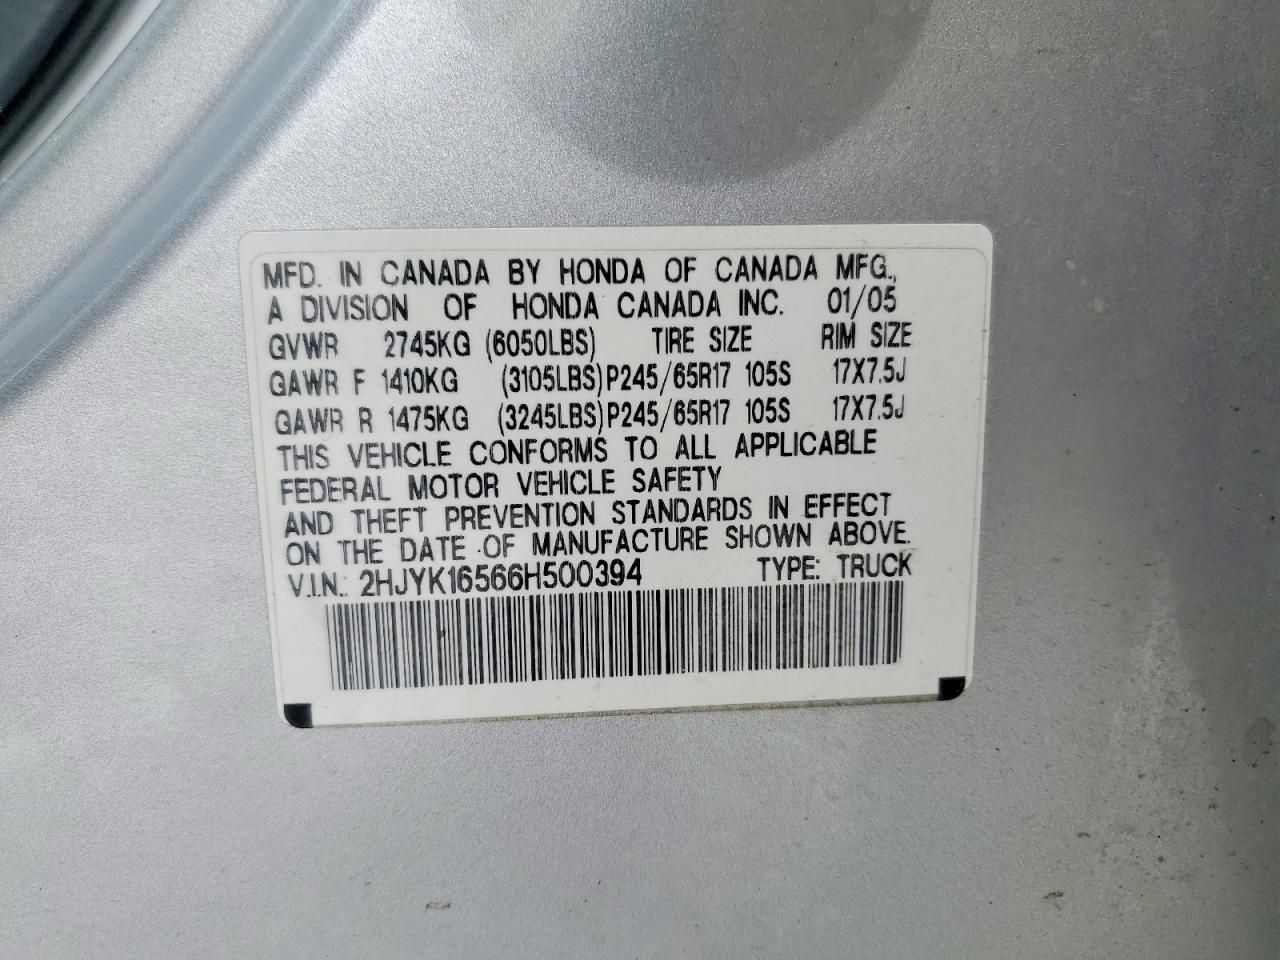 MFD. IN CANADA BY HONDA OF CANADA MFG.,
A DIVISION OF HONDA CANADA INC. 01/05
GVWR 2745KG (6050LBS) TIRE SIZE RIM SIZE
GAWR F 1410KG (3105LBS) P245/65R17 105S 17X7.5J
GAWR R 1475KG (3245LBS) P245/65R17 105S 17X7.5J
THIS VEHICLE CONFORMS TO ALL APPLICABLE
FEDERAL MOTOR VEHICLE SAFETY
AND THEFT PREVENTION STANDARDS IN EFFECT
ON THE DATE OF MANUFACTURE SHOWN ABOVE.
V.I.N.: 2HJYK16566H500394 TYPE: TRUCK